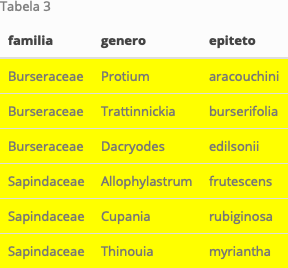 Tabela 3
familia genero epiteto
Burseraceae Protium aracouchini
Burseraceae Trattinnickia burserifolia
Burseraceae Dacryodes edilsonii
Sapindaceae Allophylastrum frutescens
Sapindaceae Cupania rubiginosa
Sapindaceae Thinouia myriantha